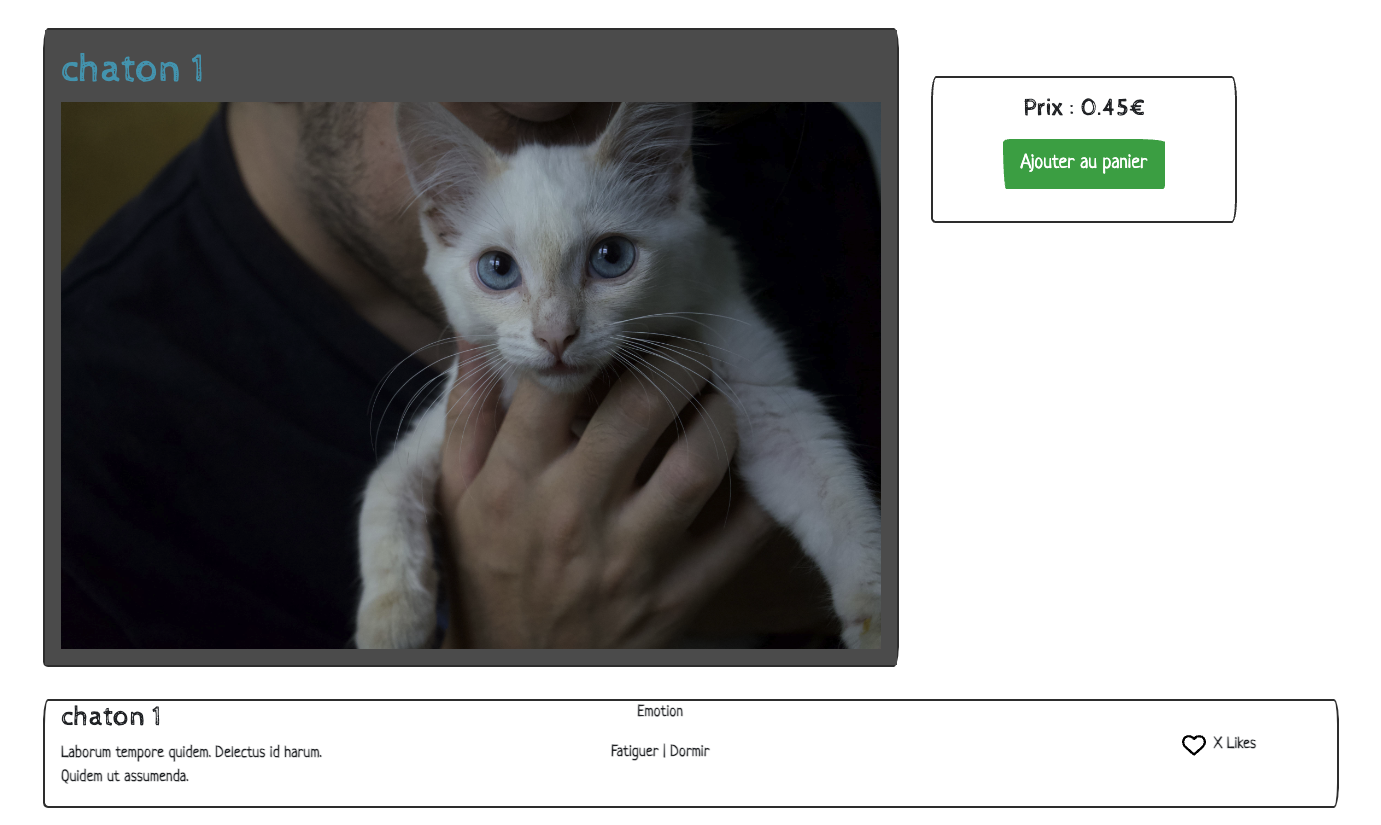 chaton 1
Prix : 0.45€
Ajouter au panier
chaton 1
Laborum tempore quidem. Delectus id harum.
Quidem ut assumenda.
Emotion
Fatiguer | Dormir
X Likes